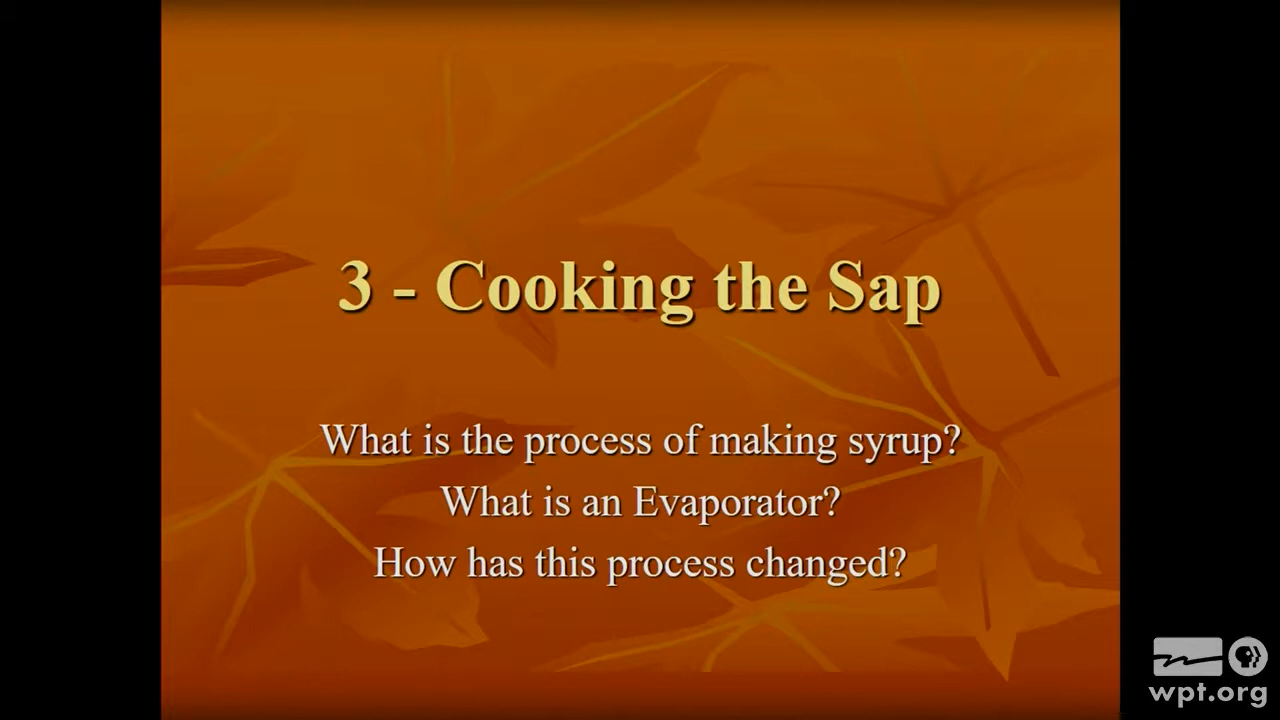 3 - Cooking the Sap
What is the process of making syrup?
What is an Evaporator?
How has this process changed?
wpt.org